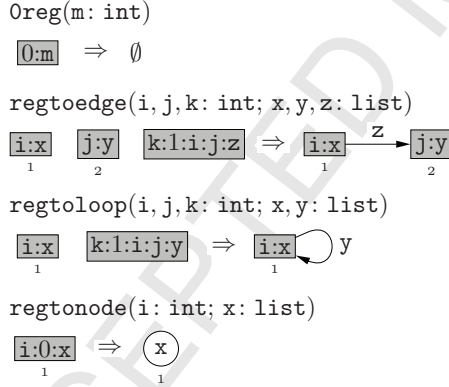 0reg(m: int)
0:m ⇒ ∅
regtoedge(i, j, k: int; x, y, z: list)
i:x j:y k:1:i:j:z ⇒ i:x z j:y
1 2 1 2
regtoloop(i, j, k: int; x, y: list)
i:x k:1:i:j:y ⇒ i:x y
1 1
regtonode(i: int; x: list)
i:0:x ⇒ x
1 1